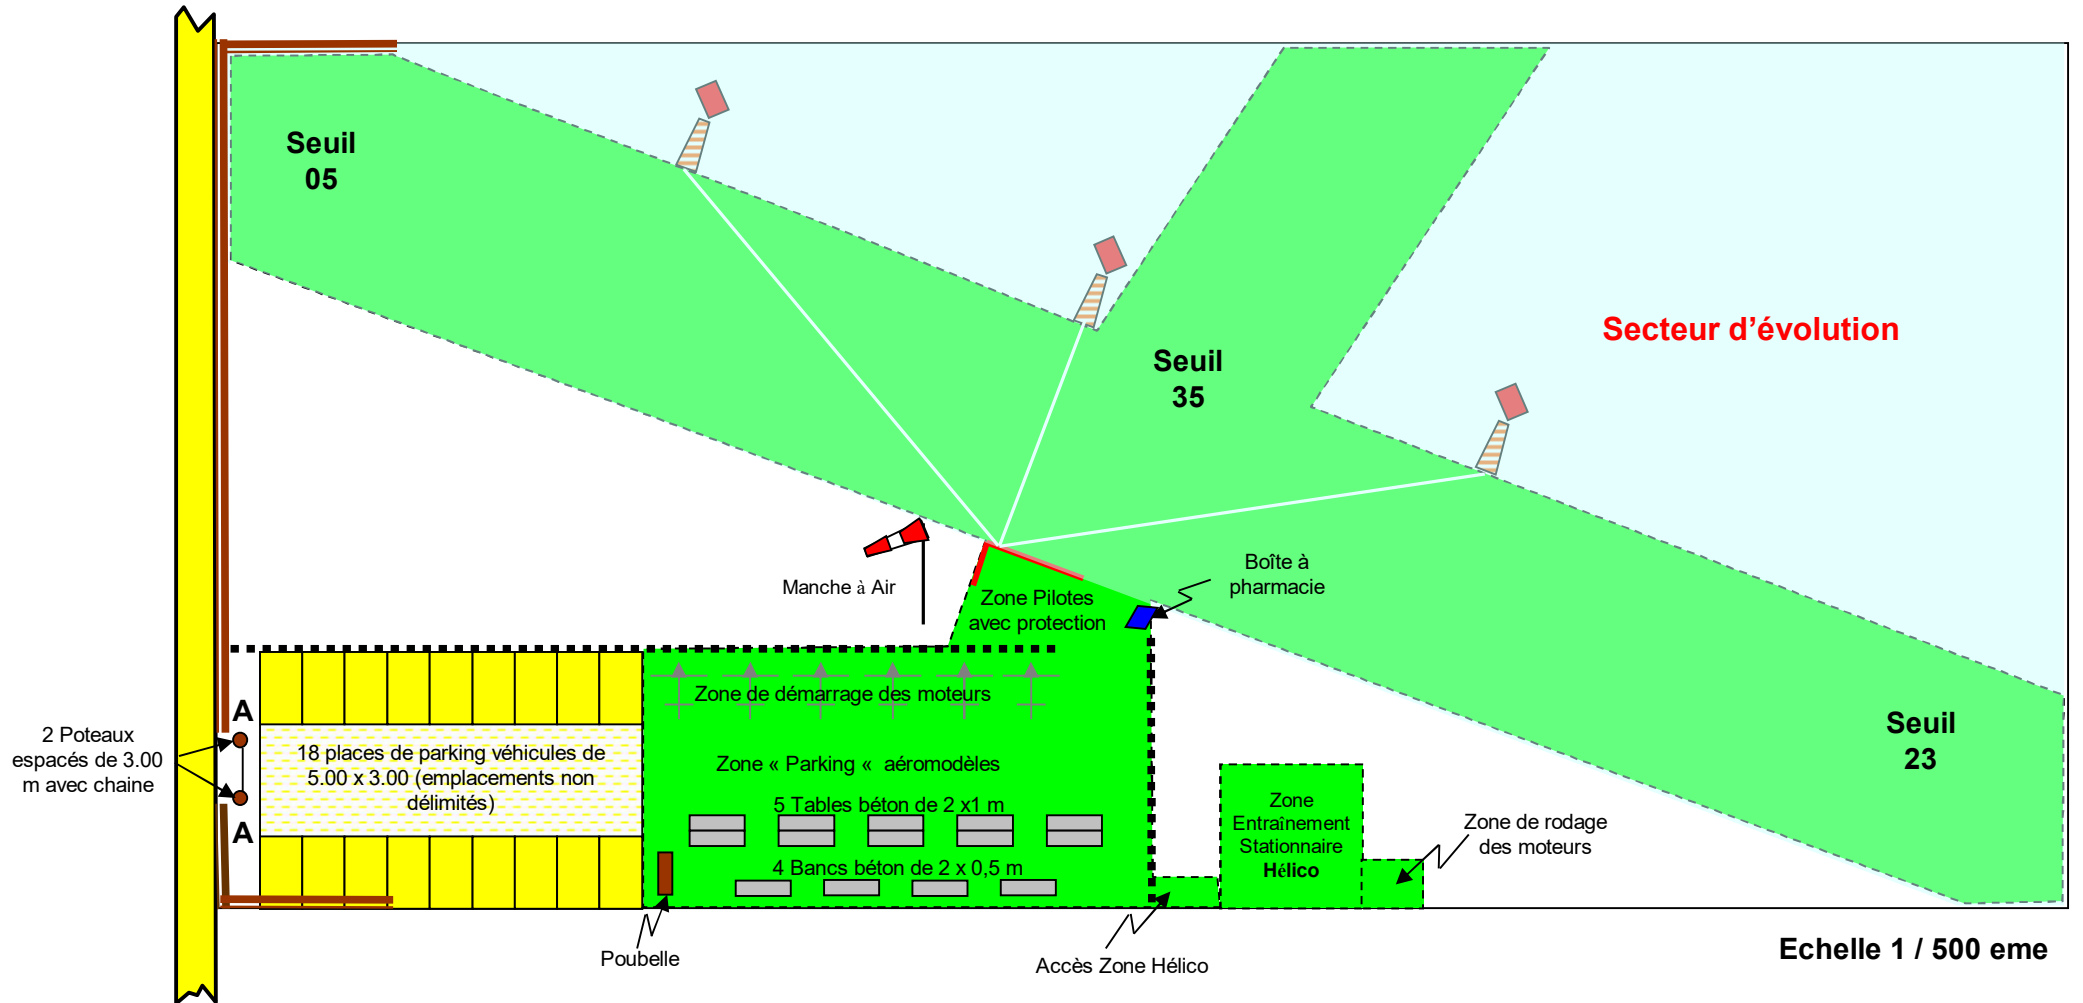 Seuil
05
Seuil
35
Secteur d’évolution
Boîte à
pharmacie
Manche à Air
Zone Pilotes
avec protection
Zone de démarrage des moteurs
A
2 Poteaux
espacés de 3.00
m avec chaine
18 places de parking véhicules de
5.00 x 3.00 (emplacements non
délimités)
A
Zone « Parking «  aéromodèles
5 Tables béton de 2 x1 m
4 Bancs béton de 2 x 0,5 m
Seuil
23
Zone
Entraînement
Stationnaire
Hélico
Zone de rodage
des moteurs
Poubelle
Accès Zone Hélico
Echelle 1 / 500 eme